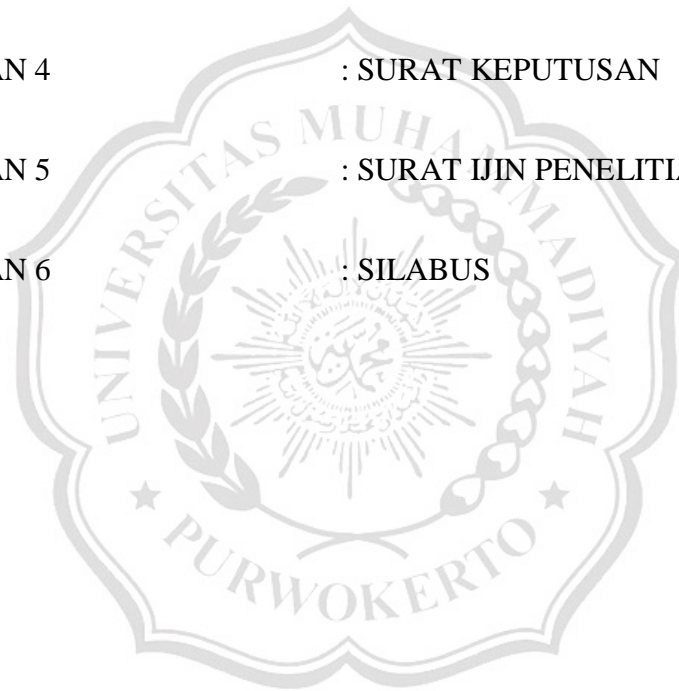 AN 4 : SURAT KEPUTUSAN
AN 5 : SURAT IJIN PENELITIA
AN 6 : SILABUS
UNIVERSITAS MUHAMMADIYAH
PURWOKERTO